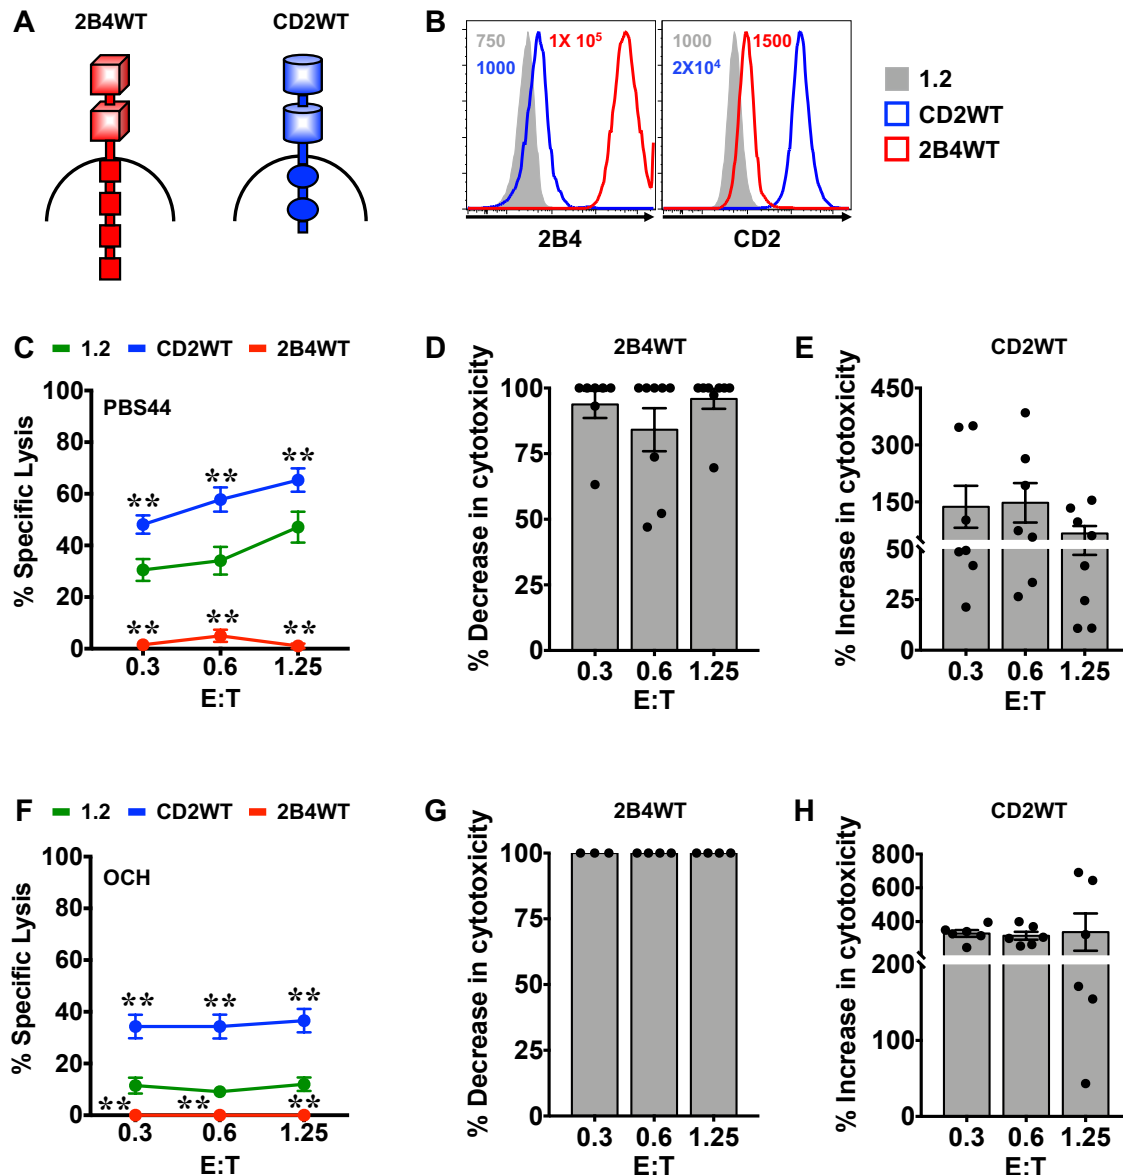 A
2B4WT
CD2WT
B
750
1000
1X 10⁵
1000
2X10⁴
1500
2B4
CD2
1.2
CD2WT
2B4WT
C
1.2 CD2WT 2B4WT
PBS44
% Specific Lysis
100
80
60
40
20
0
** ** **
** ** **
0.3 0.6 1.25
E:T
D
2B4WT
% Decrease in cytotoxicity
100
75
50
25
0
0.3 0.6 1.25
E:T
E
CD2WT
% Increase in cytotoxicity
450
300
150
50
25
0
0.3 0.6 1.25
E:T
F
1.2 CD2WT 2B4WT
OCH
% Specific Lysis
100
80
60
40
20
0
** ** **
** ** **
0.3 0.6 1.25
E:T
G
2B4WT
% Decrease in cytotoxicity
100
75
50
25
0
0.3 0.6 1.25
E:T
H
CD2WT
% Increase in cytotoxicity
800
600
400
200
100
0
0.3 0.6 1.25
E:T